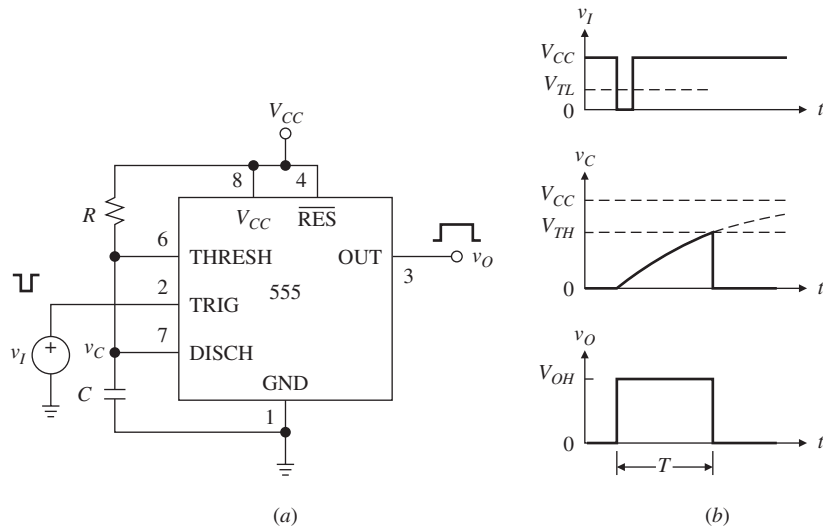 V_CC
8
4
R
V_CC
R̅E̅S̅
6
THRESH
OUT
v_O
3
2
TRIG
555
7
v_I
+
v_C
DISCH
C
GND
1
(a)
v_I
V_CC
V_TL
0
t
v_C
V_CC
V_TH
0
t
v_O
V_OH
0
t
T
(b)